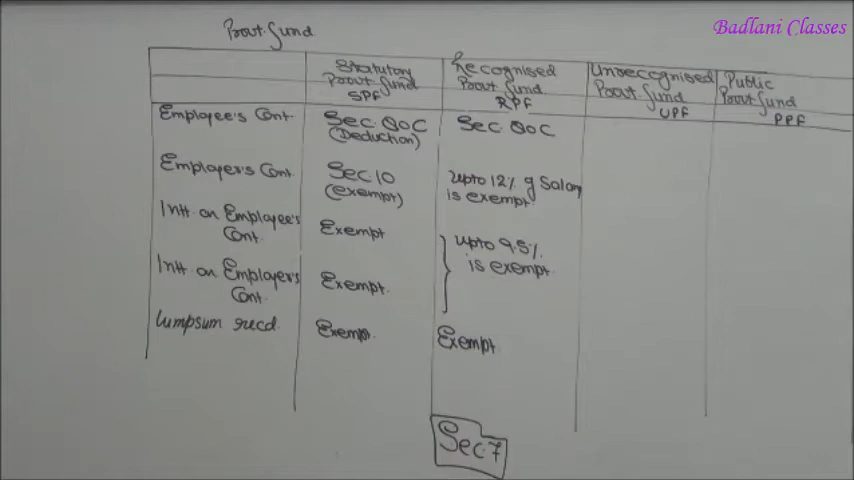 Badlani Classes
Provt. fund
Statutory Provt. fund SPF
Recognised Provt. fund RPF
Unrecognised Provt. fund UPF
Public Provt fund PPF
Employee's Cont.
Sec. 80C (Deduction)
Sec. 80C
Employer's Cont.
Sec. 10 (exempt)
upto 12% of Salary is exempt
Intt on Employee's Cont.
Exempt
upto 9.5% is exempt
Intt. on Employer's Cont.
Exempt
lumpsum recd.
Exempt
Exempt
Sec. 7